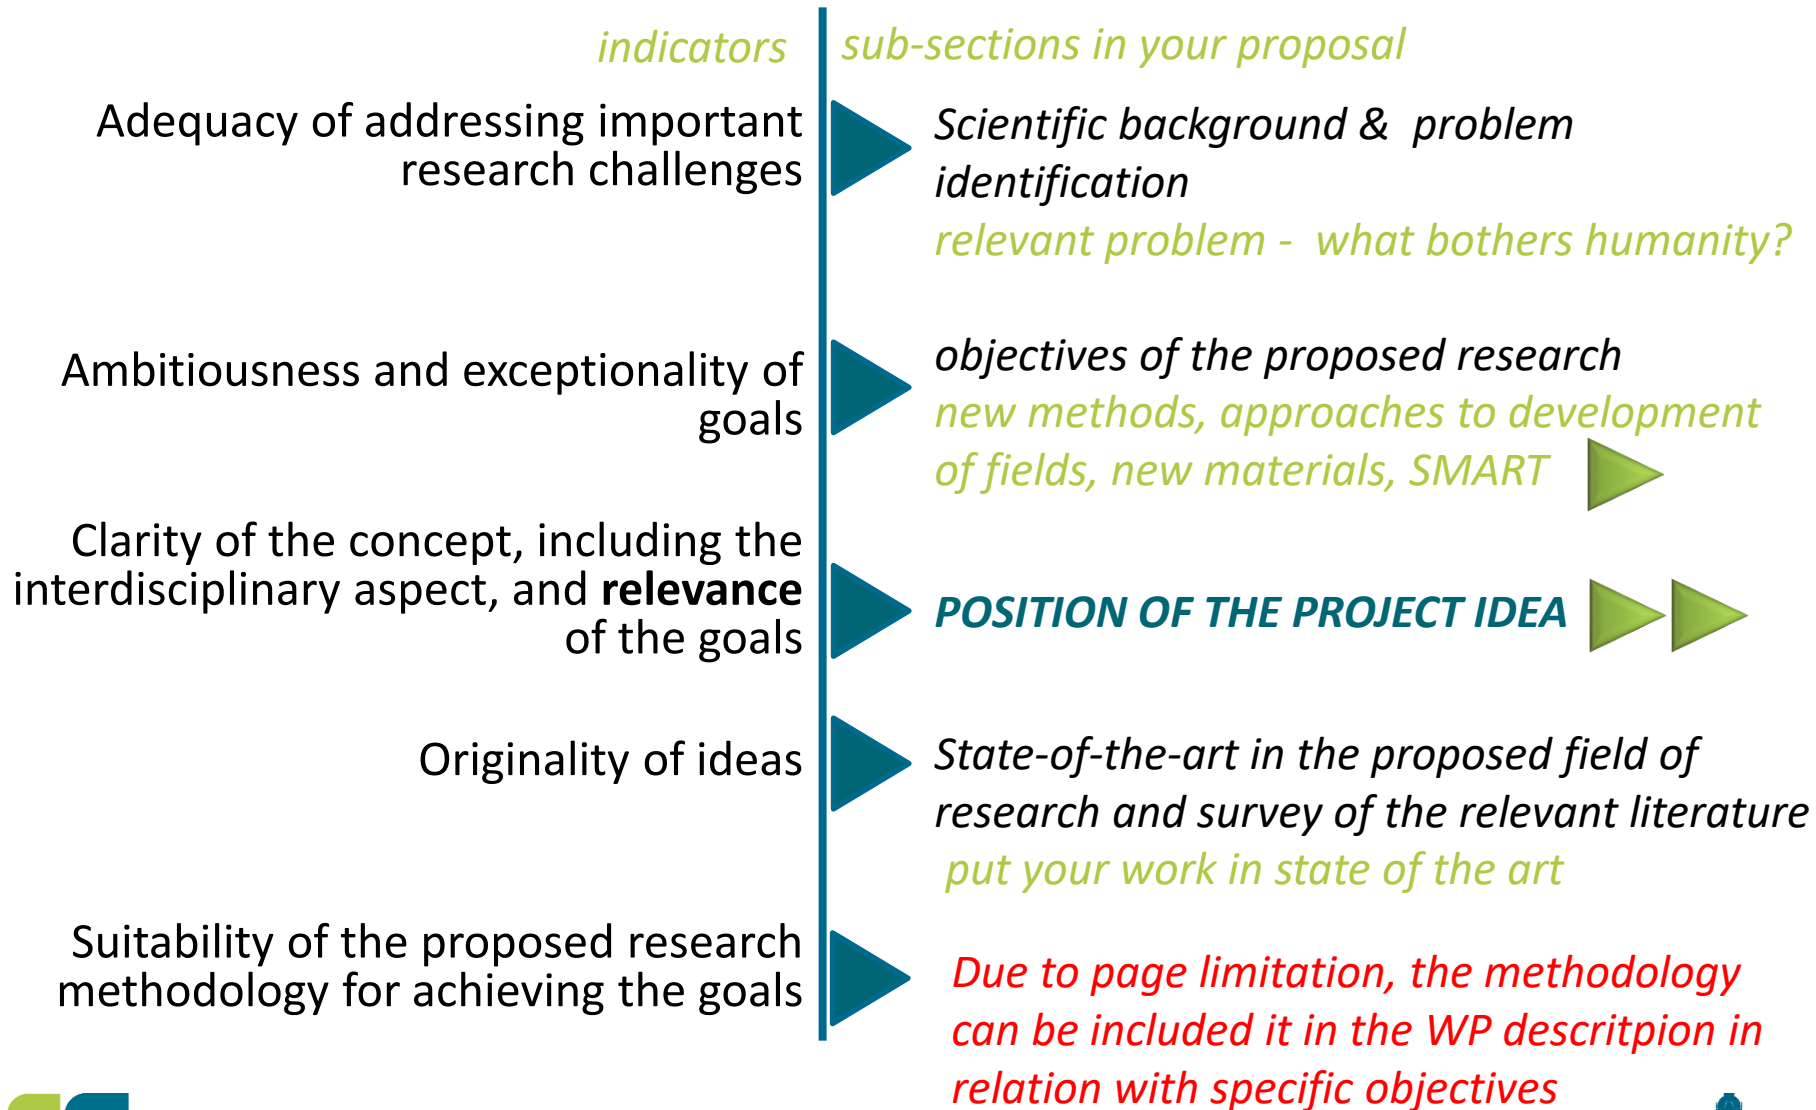 indicators
sub-sections in your proposal
Adequacy of addressing important
research challenges
Scientific background &  problem
identification
relevant problem -  what bothers humanity?
Ambitiousness and exceptionality of
goals
objectives of the proposed research
new methods, approaches to development
of fields, new materials, SMART
Clarity of the concept, including the
interdisciplinary aspect, and relevance
of the goals
POSITION OF THE PROJECT IDEA
Originality of ideas
State-of-the-art in the proposed field of
research and survey of the relevant literature
put your work in state of the art
Suitability of the proposed research
methodology for achieving the goals
Due to page limitation, the methodology
can be included it in the WP descritpion in
relation with specific objectives